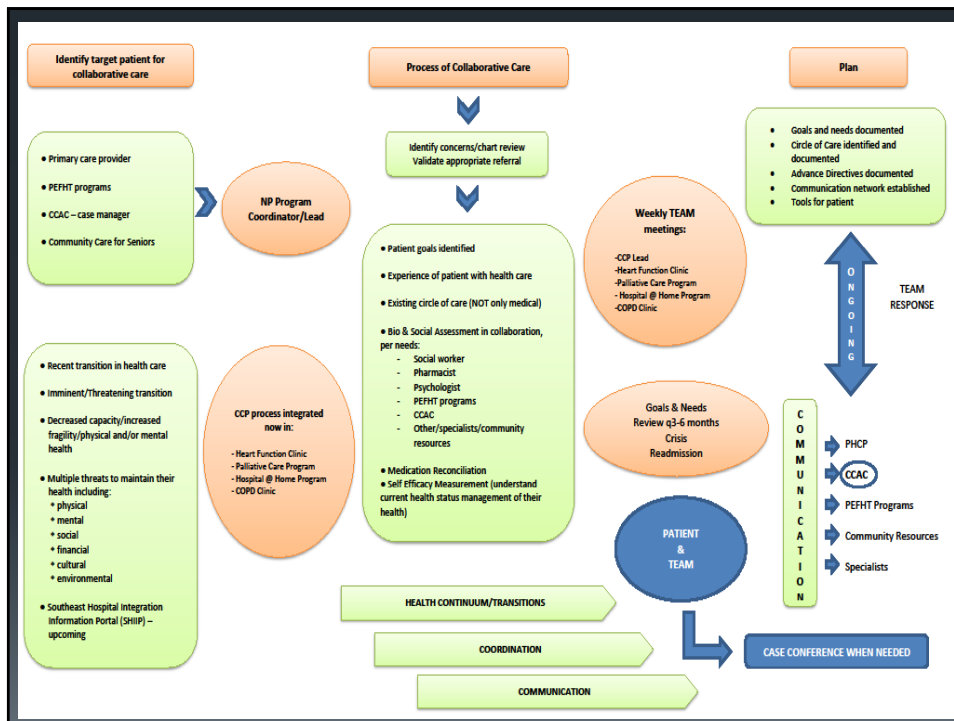 Identify target patient for
collaborative care
● Primary care provider
● PEFHT programs
● CCAC – case manager
● Community Care for Seniors
NP Program
Coordinator/Lead
● Recent transition in health care
● Imminent/Threatening transition
● Decreased capacity/increased
fragility/physical and/or mental
health
● Multiple threats to maintain their
health including:
* physical
* mental
* social
* financial
* cultural
* environmental
● Southeast Hospital Integration
Information Portal (SHIIP) –
upcoming
CCP process integrated
now in:
- Heart Function Clinic
- Palliative Care Program
- Hospital @ Home Program
- COPD Clinic
Process of Collaborative Care
Identify concerns/chart review
Validate appropriate referral
● Patient goals identified
● Experience of patient with health care
● Existing circle of care (NOT only medical)
● Bio & Social Assessment in collaboration,
per needs:
- Social worker
- Pharmacist
- Psychologist
- PEFHT programs
- CCAC
- Other/specialists/community
resources
● Medication Reconciliation
● Self Efficacy Measurement (understand
current health status management of their
health)
Weekly TEAM
meetings:
-CCP Lead
-Heart Function Clinic
-Palliative Care Program
- Hospital @ Home Program
-COPD Clinic
Goals & Needs
Review q3-6 months
Crisis
Readmission
PATIENT
&
TEAM
HEALTH CONTINUUM/TRANSITIONS
COORDINATION
COMMUNICATION
Plan
● Goals and needs documented
● Circle of Care identified and
documented
● Advance Directives documented
● Communication network established
● Tools for patient
ONGOING
TEAM
RESPONSE
COMMUNICATION
PHCP
CCAC
PEFHT Programs
Community Resources
Specialists
CASE CONFERENCE WHEN NEEDED